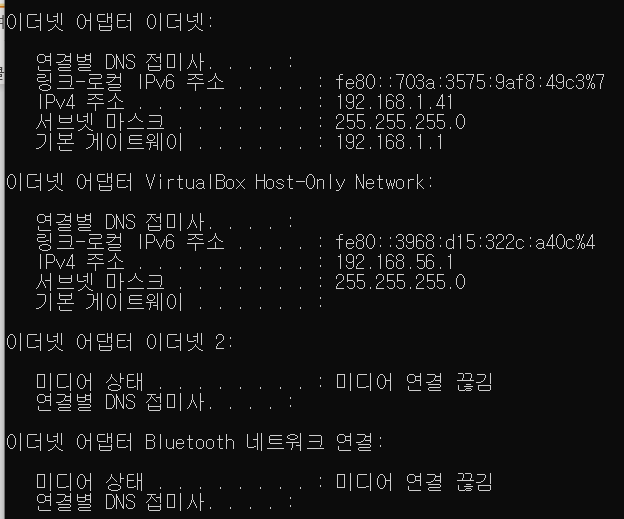 이더넷 어댑터 이더넷:
연결별 DNS 접미사. . . . :
링크-로컬 IPv6 주소 . . . . : fe80::703a:3575:9af8:49c3%7
IPv4 주소 . . . . . . . . . : 192.168.1.41
서브넷 마스크 . . . . . . . : 255.255.255.0
기본 게이트웨이 . . . . . . : 192.168.1.1
이더넷 어댑터 VirtualBox Host-Only Network:
연결별 DNS 접미사. . . . :
링크-로컬 IPv6 주소 . . . . : fe80::3968:d15:322c:a40c%4
IPv4 주소 . . . . . . . . . : 192.168.56.1
서브넷 마스크 . . . . . . . : 255.255.255.0
기본 게이트웨이 . . . . . . :
이더넷 어댑터 이더넷 2:
미디어 상태 . . . . . . . . : 미디어 연결 끊김
연결별 DNS 접미사. . . . :
이더넷 어댑터 Bluetooth 네트워크 연결:
미디어 상태 . . . . . . . . : 미디어 연결 끊김
연결별 DNS 접미사. . . . :